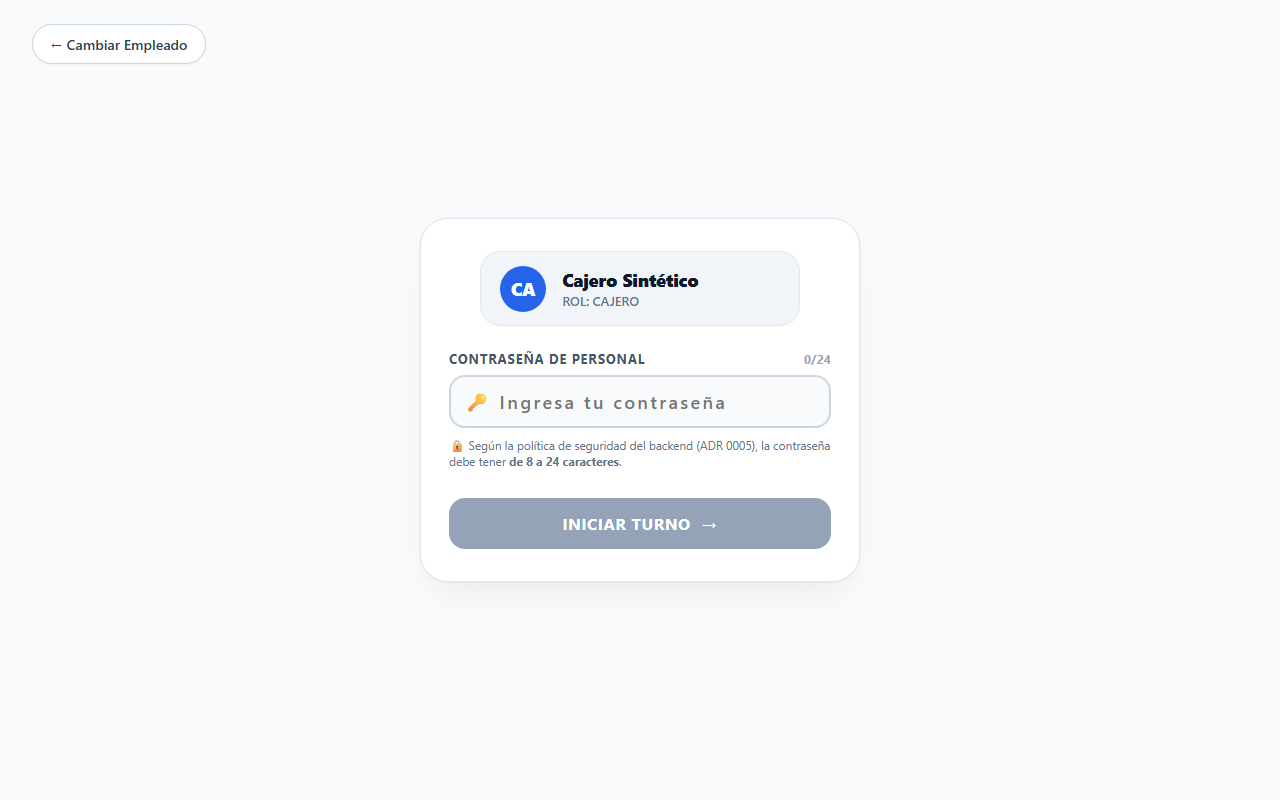 ← Cambiar Empleado
CA
Cajero Sintético
ROL: CAJERO
CONTRASEÑA DE PERSONAL 0/24
🔑 Ingresa tu contraseña
🔒 Según la política de seguridad del backend (ADR 0005), la contraseña
debe tener de 8 a 24 caracteres.
INICIAR TURNO →